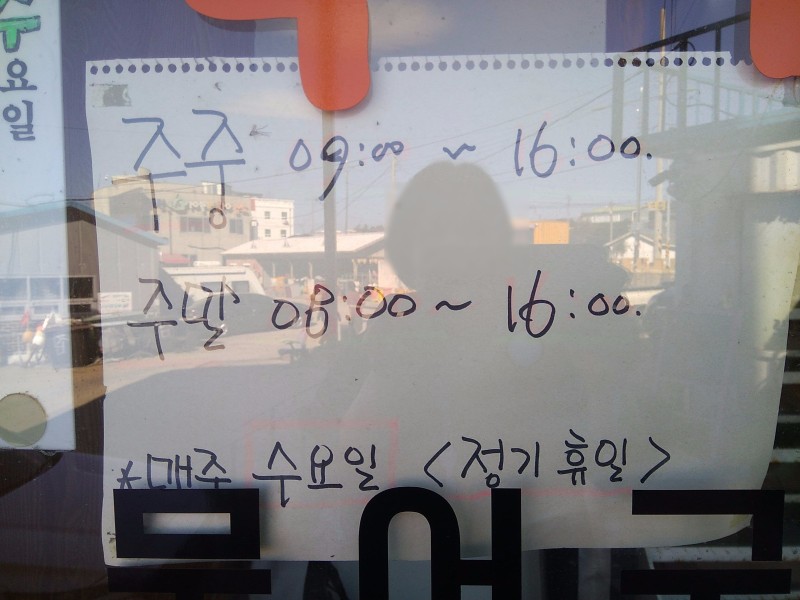 주중 09:00 ~ 16:00.
주말 08:00 ~ 16:00.
*매주 수요일 <정기휴일>
수요일